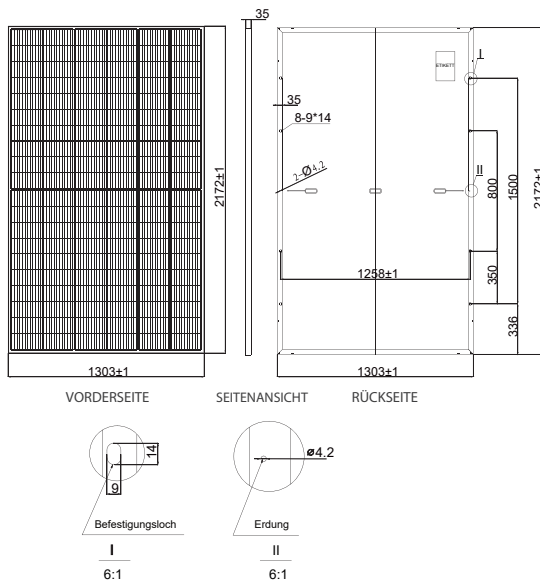 35
ETIKETT
I
35
8-9*14
2-Ø4.2
II
2172±1
800
1500
2172±1
1258±1
350
336
1303±1
1303±1
VORDERSEITE
SEITENANSICHT
RÜCKSEITE
14
9
ø4.2
Befestigungsloch
Erdung
I
II
6:1
6:1